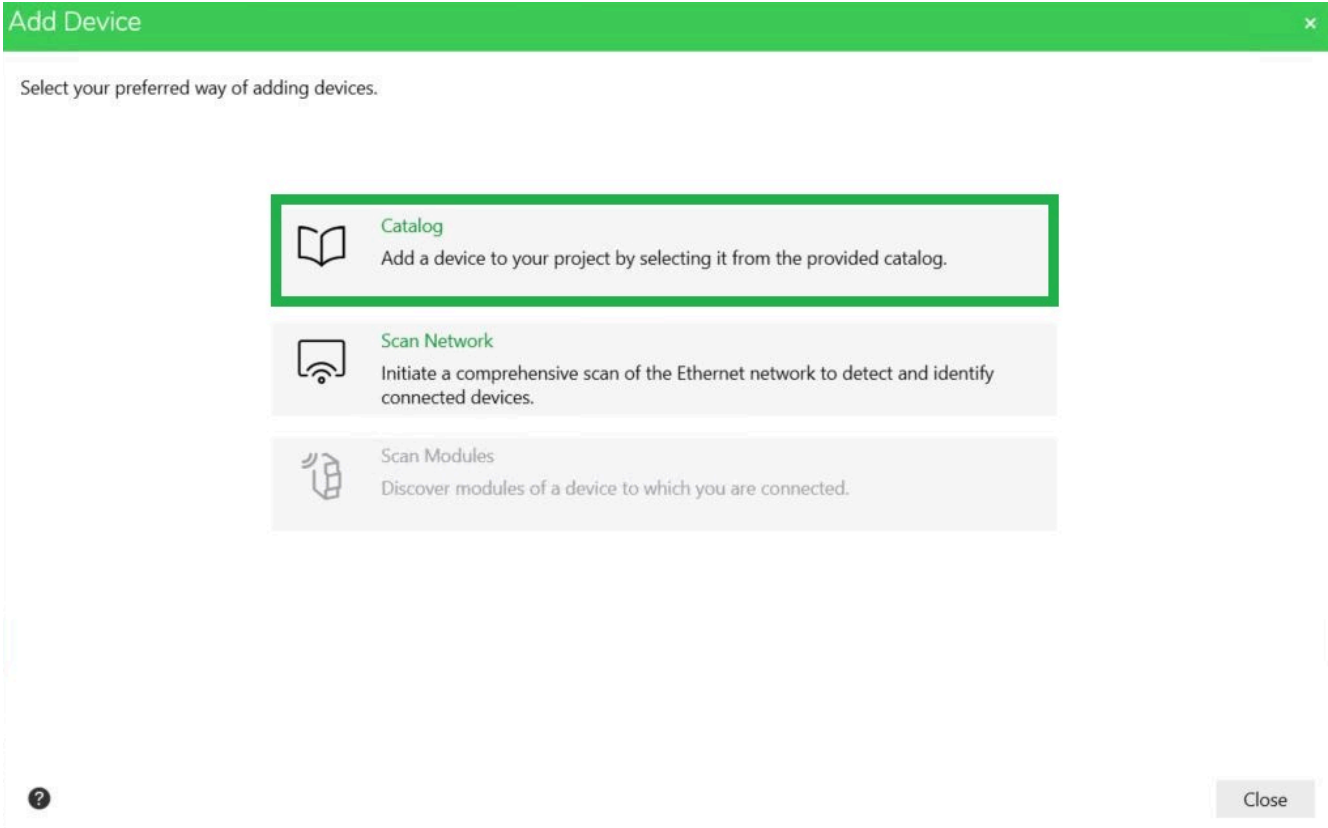 Add Device
Select your preferred way of adding devices.
Catalog
Add a device to your project by selecting it from the provided catalog.
Scan Network
Initiate a comprehensive scan of the Ethernet network to detect and identify
connected devices.
Scan Modules
Discover modules of a device to which you are connected.
?
Close